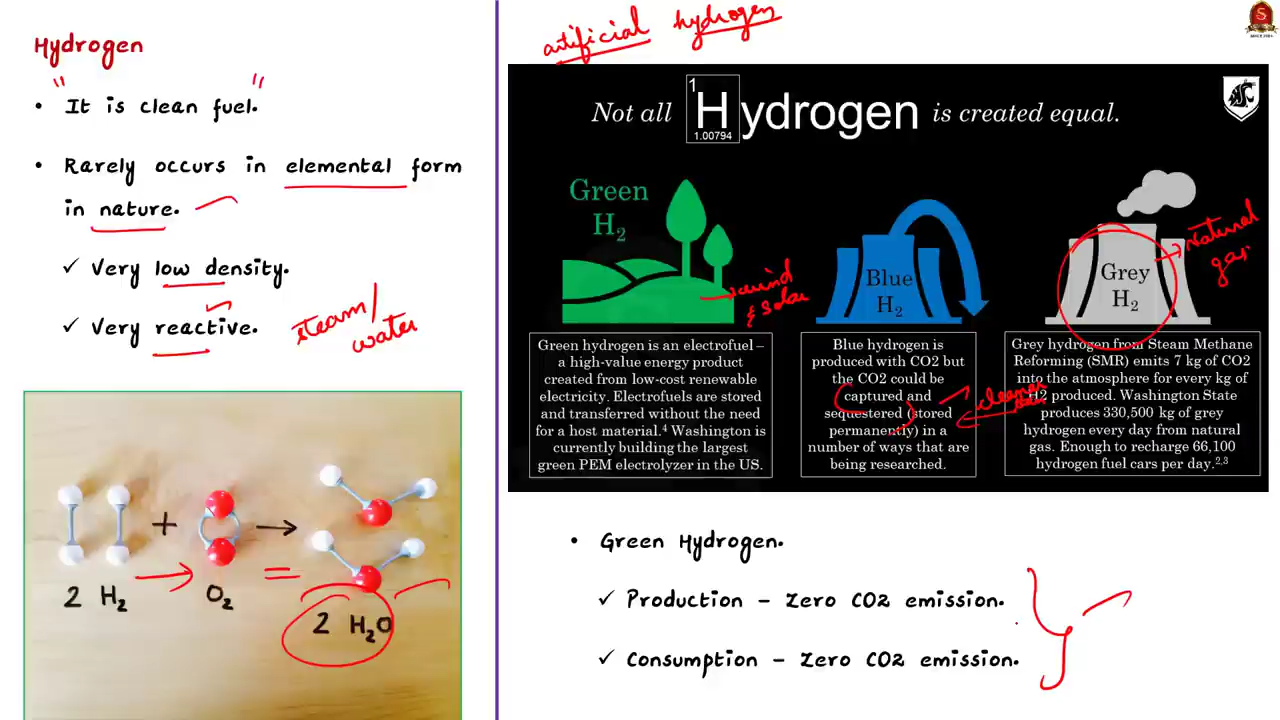 Hydrogen
"It is clean fuel."
• Rarely occurs in elemental form
in nature.
✓ Very low density.
✓ Very reactive.
steam/
water
2 H₂
+
O₂
=
2 H₂O
artificial hydrogen
S
Not all
1
H
1.00794
ydrogen is created equal.
Green
H₂
wind
& Solar
Green hydrogen is an electrofuel –
a high-value energy product
created from low-cost renewable
electricity. Electrofuels are stored
and transferred without the need
for a host material.⁴ Washington is
currently building the largest
green PEM electrolyzer in the US.
Blue
H₂
Blue hydrogen is
produced with CO2 but
the CO2 could be
captured and
sequestered (stored
permanently) in a
number of ways that are
being researched.
cleaner
Grey
H₂
Natural
gas
Grey hydrogen from Steam Methane
Reforming (SMR) emits 7 kg of CO2
into the atmosphere for every kg of
H2 produced. Washington State
produces 330,500 kg of grey
hydrogen every day from natural
gas. Enough to recharge 66,100
hydrogen fuel cars per day.²,³
• Green Hydrogen.
✓ Production – Zero CO2 emission.
✓ Consumption – Zero CO2 emission.